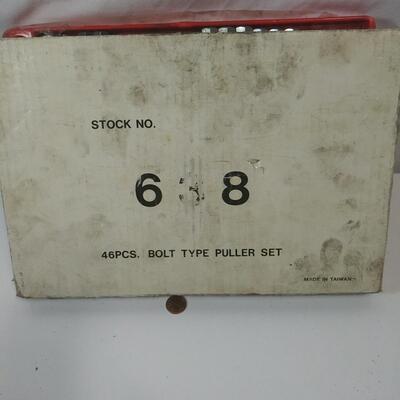 STOCK NO.
6 8
46PCS. BOLT TYPE PULLER SET
MADE IN TAIWAN